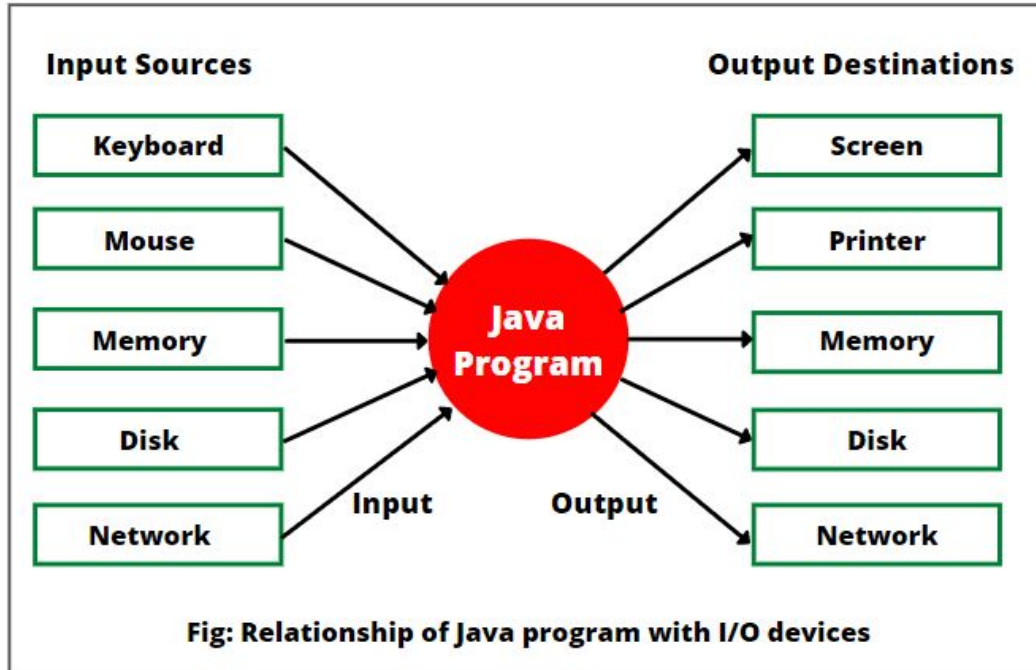 Input Sources
Output Destinations
Keyboard
Mouse
Memory
Disk
Network
Java
Program
Input
Output
Screen
Printer
Memory
Disk
Network
Fig: Relationship of Java program with I/O devices